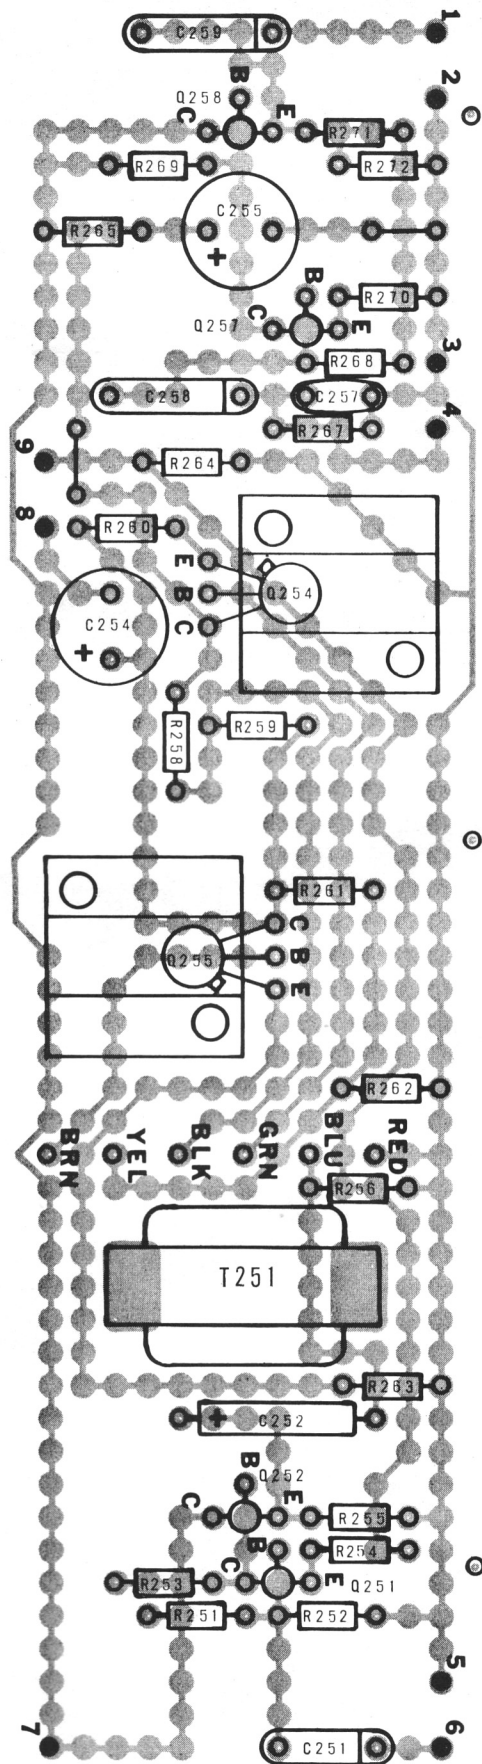 C259
1
2
B
Q258
C
E
R271
R269
R272
C255
R265
+
B
R270
C
E
Q257
3
R268
C258
C257
4
R267
9
R264
8
R260
E
Q254
B
C254
C
+
R259
R258
R261
C
Q255
B
E
R262
BRN
YEL
BLK
GRN
BLU
RED
R256
T251
R263
+
C252
B
Q252
C
E
R255
B
R254
C
E
R253
Q251
R251
R252
5
7
C251
6